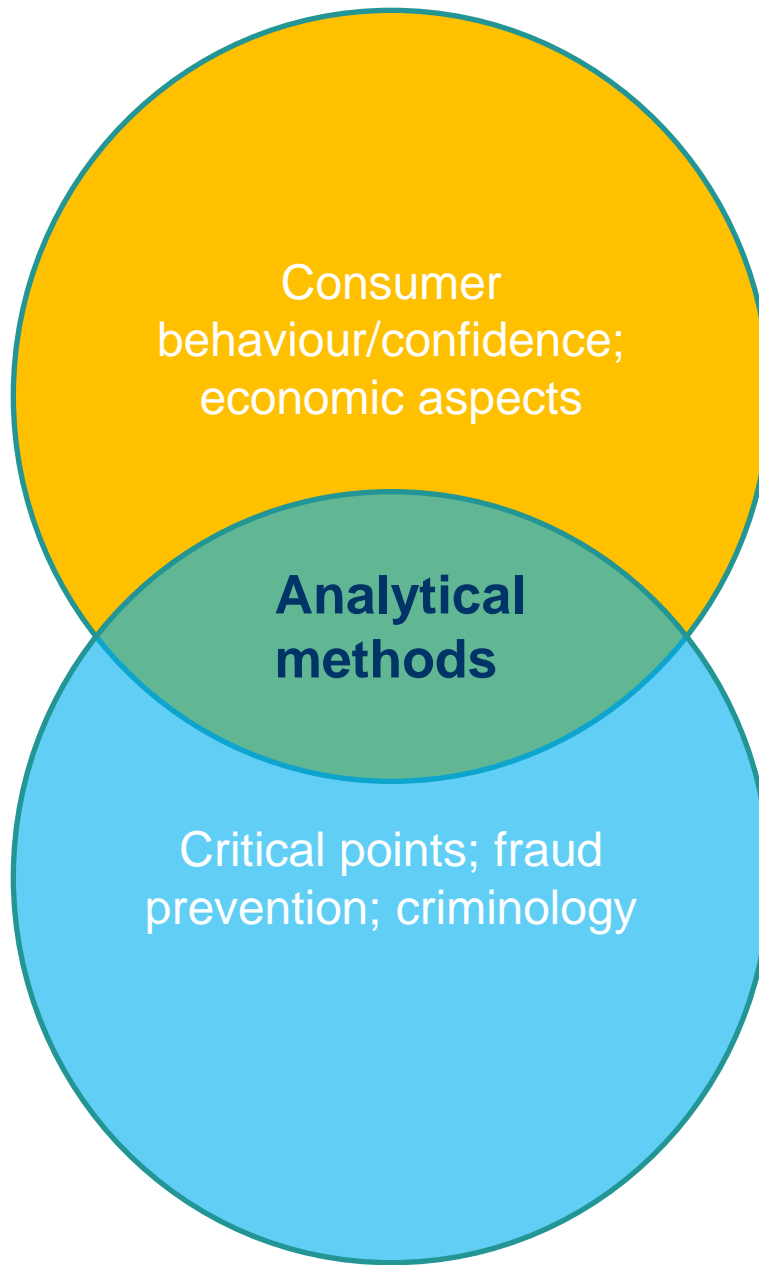 Consumer
behaviour/confidence;
economic aspects
Analytical
methods
Critical points; fraud
prevention; criminology